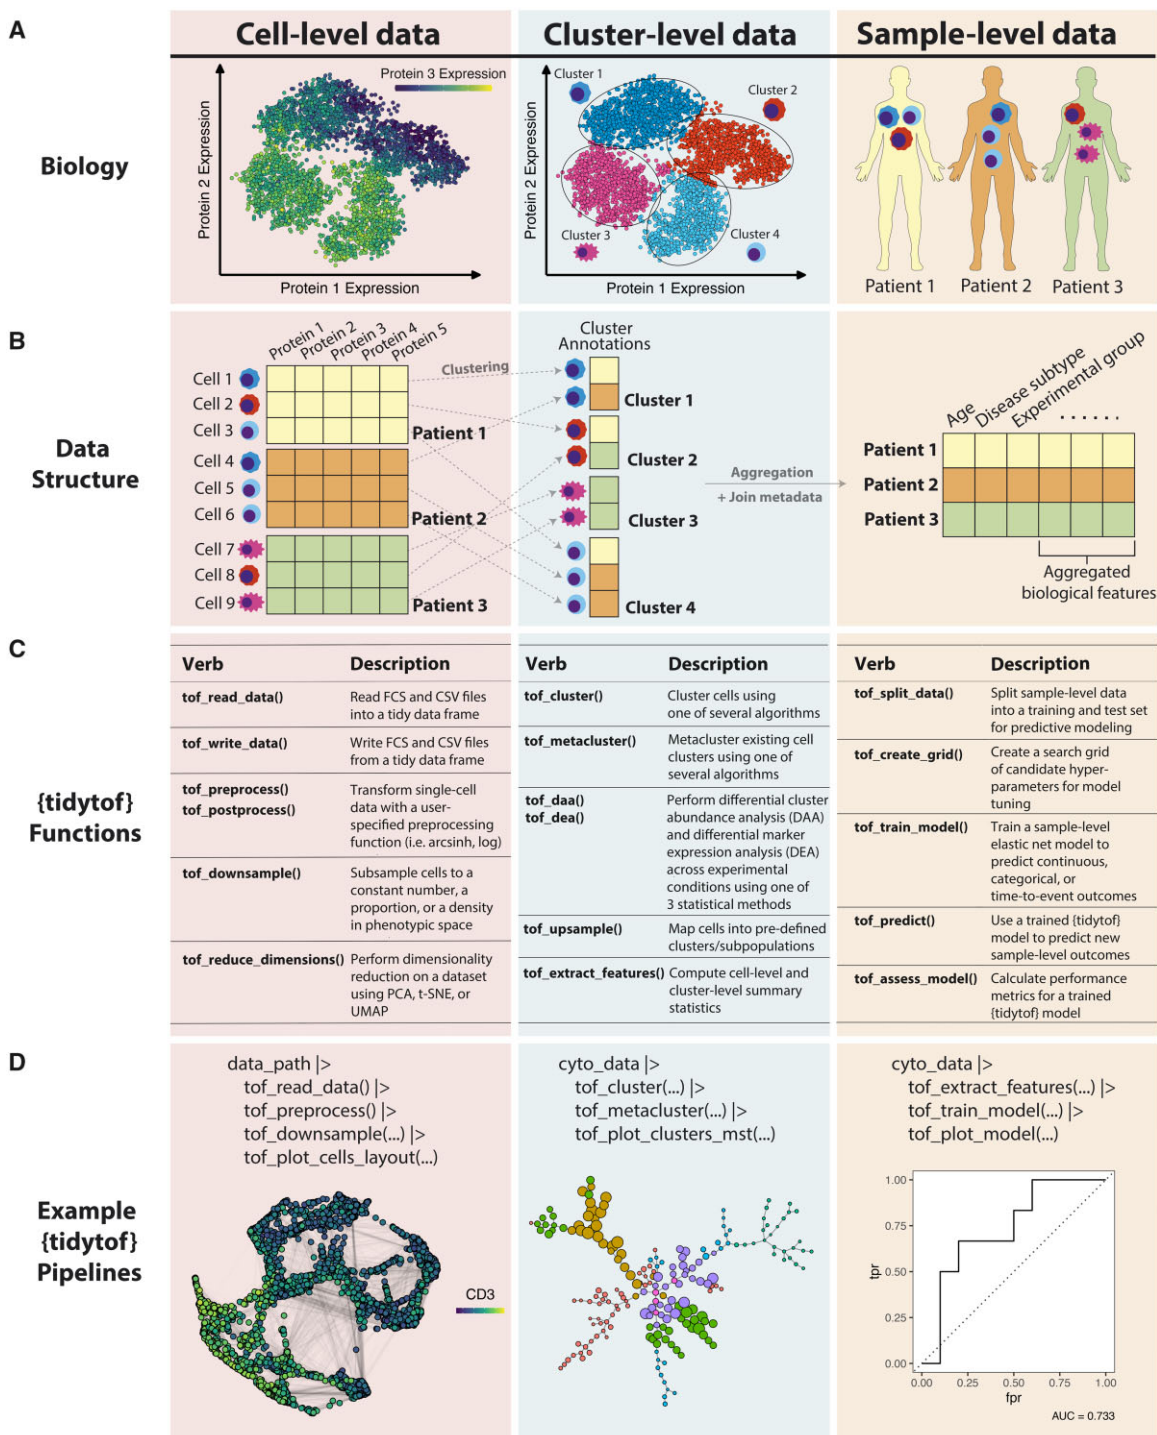 A
Cell-level data
Cluster-level data
Sample-level data
Biology
Protein 3 Expression
Protein 2 Expression
Protein 1 Expression
Cluster 1
Cluster 2
Protein 2 Expression
Cluster 3
Cluster 4
Protein 1 Expression
Patient 1
Patient 2
Patient 3
B
Data
Structure
Protein 1
Protein 2
Protein 3
Protein 4
Protein 5
Cell 1
Cell 2
Cell 3
Patient 1
Cell 4
Cell 5
Cell 6
Patient 2
Cell 7
Cell 8
Cell 9
Patient 3
Clustering
Cluster
Annotations
Cluster 1
Cluster 2
Cluster 3
Cluster 4
Aggregation
+ Join metadata
Age
Disease subtype
Experimental group
. . . . . .
Patient 1
Patient 2
Patient 3
Aggregated
biological features
C
{tidytof}
Functions
Verb Description
tof_read_data() Read FCS and CSV files
into a tidy data frame
tof_write_data() Write FCS and CSV files
from a tidy data frame
tof_preprocess() Transform single-cell
tof_postprocess() data with a user-
specified preprocessing
function (i.e. arcsinh, log)
tof_downsample() Subsample cells to a
constant number, a
proportion, or a density
in phenotypic space
tof_reduce_dimensions() Perform dimensionality
reduction on a dataset
using PCA, t-SNE, or
UMAP
Verb Description
tof_cluster() Cluster cells using
one of several algorithms
tof_metacluster() Metacluster existing cell
clusters using one of
several algorithms
tof_daa() Perform differential cluster
tof_dea() abundance analysis (DAA)
and differential marker
expression analysis (DEA)
across experimental
conditions using one of
3 statistical methods
tof_upsample() Map cells into pre-defined
clusters/subpopulations
tof_extract_features() Compute cell-level and
cluster-level summary
statistics
Verb Description
tof_split_data() Split sample-level data
into a training and test set
for predictive modeling
tof_create_grid() Create a search grid
of candidate hyper-
parameters for model
tuning
tof_train_model() Train a sample-level
elastic net model to
predict continuous,
categorical, or
time-to-event outcomes
tof_predict() Use a trained {tidytof}
model to predict new
sample-level outcomes
tof_assess_model() Calculate performance
metrics for a trained
{tidytof} model
D
Example
{tidytof}
Pipelines
data_path |>
tof_read_data() |>
tof_preprocess() |>
tof_downsample(...) |>
tof_plot_cells_layout(...)
CD3
cyto_data |>
tof_cluster(...) |>
tof_metacluster(...) |>
tof_plot_clusters_mst(...)
cyto_data |>
tof_extract_features(...) |>
tof_train_model(...) |>
tof_plot_model(...)
1.00
0.75
0.50
0.25
0.00
tpr
0.00 0.25 0.50 0.75 1.00
fpr
AUC = 0.733